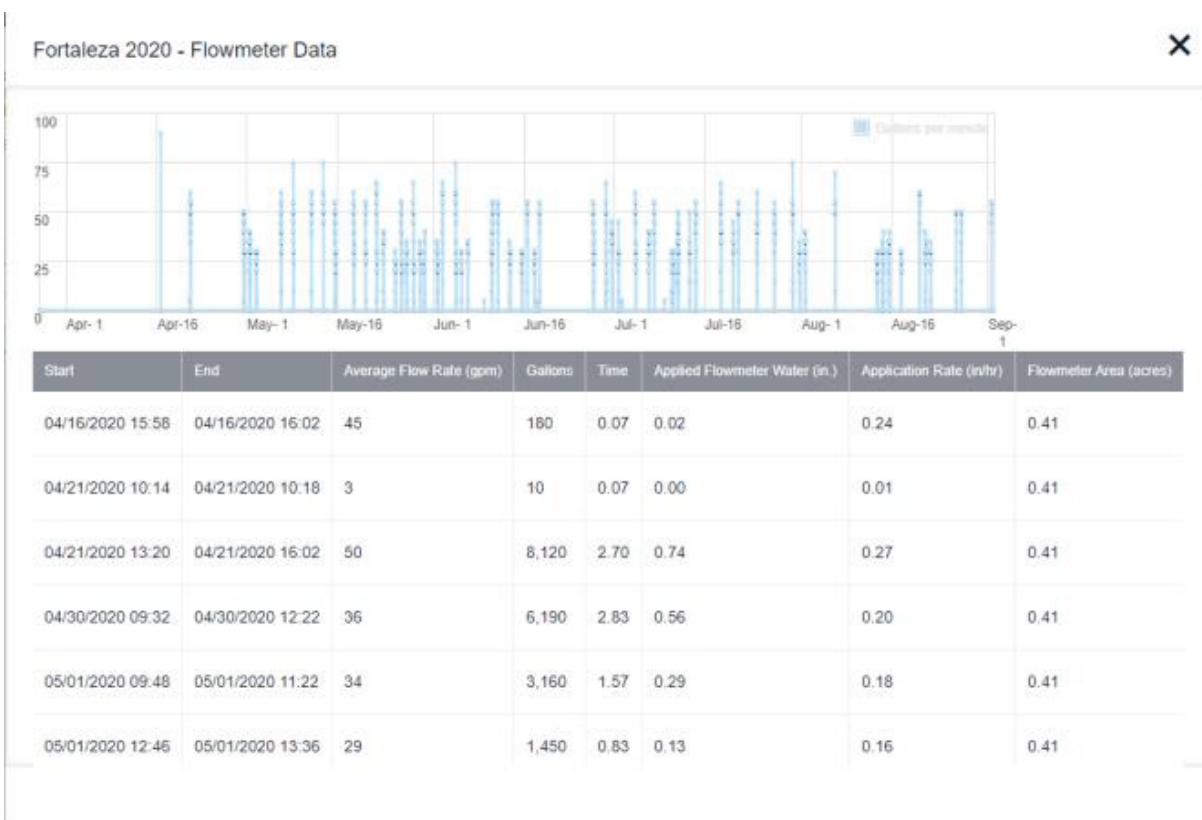 Fortaleza 2020 - Flowmeter Data
100
Gallons per minute
75
50
25
0
Apr- 1 Apr-16 May- 1 May-16 Jun- 1 Jun-16 Jul- 1 Jul-16 Aug- 1 Aug-16 Sep-
1
Start End Average Flow Rate (gpm) Gallons Time Applied Flowmeter Water (in.) Application Rate (in/hr) Flowmeter Area (acres)
04/16/2020 15:58 04/16/2020 16:02 45 180 0.07 0.02 0.24 0.41
04/21/2020 10:14 04/21/2020 10:18 3 10 0.07 0.00 0.01 0.41
04/21/2020 13:20 04/21/2020 16:02 50 8,120 2.70 0.74 0.27 0.41
04/30/2020 09:32 04/30/2020 12:22 36 6,190 2.83 0.56 0.20 0.41
05/01/2020 09:48 05/01/2020 11:22 34 3,160 1.57 0.29 0.18 0.41
05/01/2020 12:46 05/01/2020 13:36 29 1,450 0.83 0.13 0.16 0.41